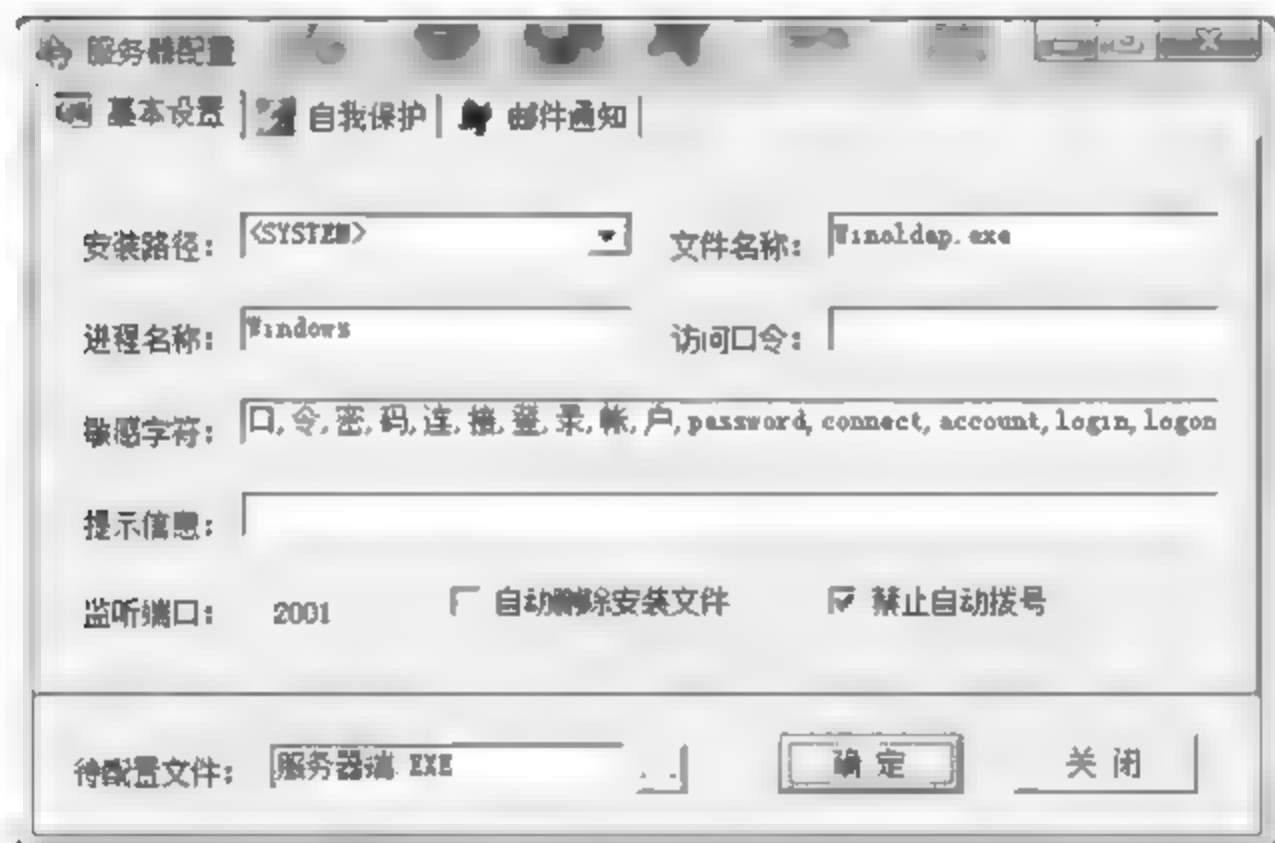 服务器配置
基本设置 自我保护 邮件通知
安装路径: <SYSTEM> 文件名称: Winoldap.exe
进程名称: Windows 访问口令:
敏感字符: 口,令,密,码,连,接,登,录,帐,户,password,connect,account,login,logon
提示信息:
监听端口: 2001 自动删除安装文件 禁止自动拨号
待配置文件: 服务器端.EXE ... 确定 关闭